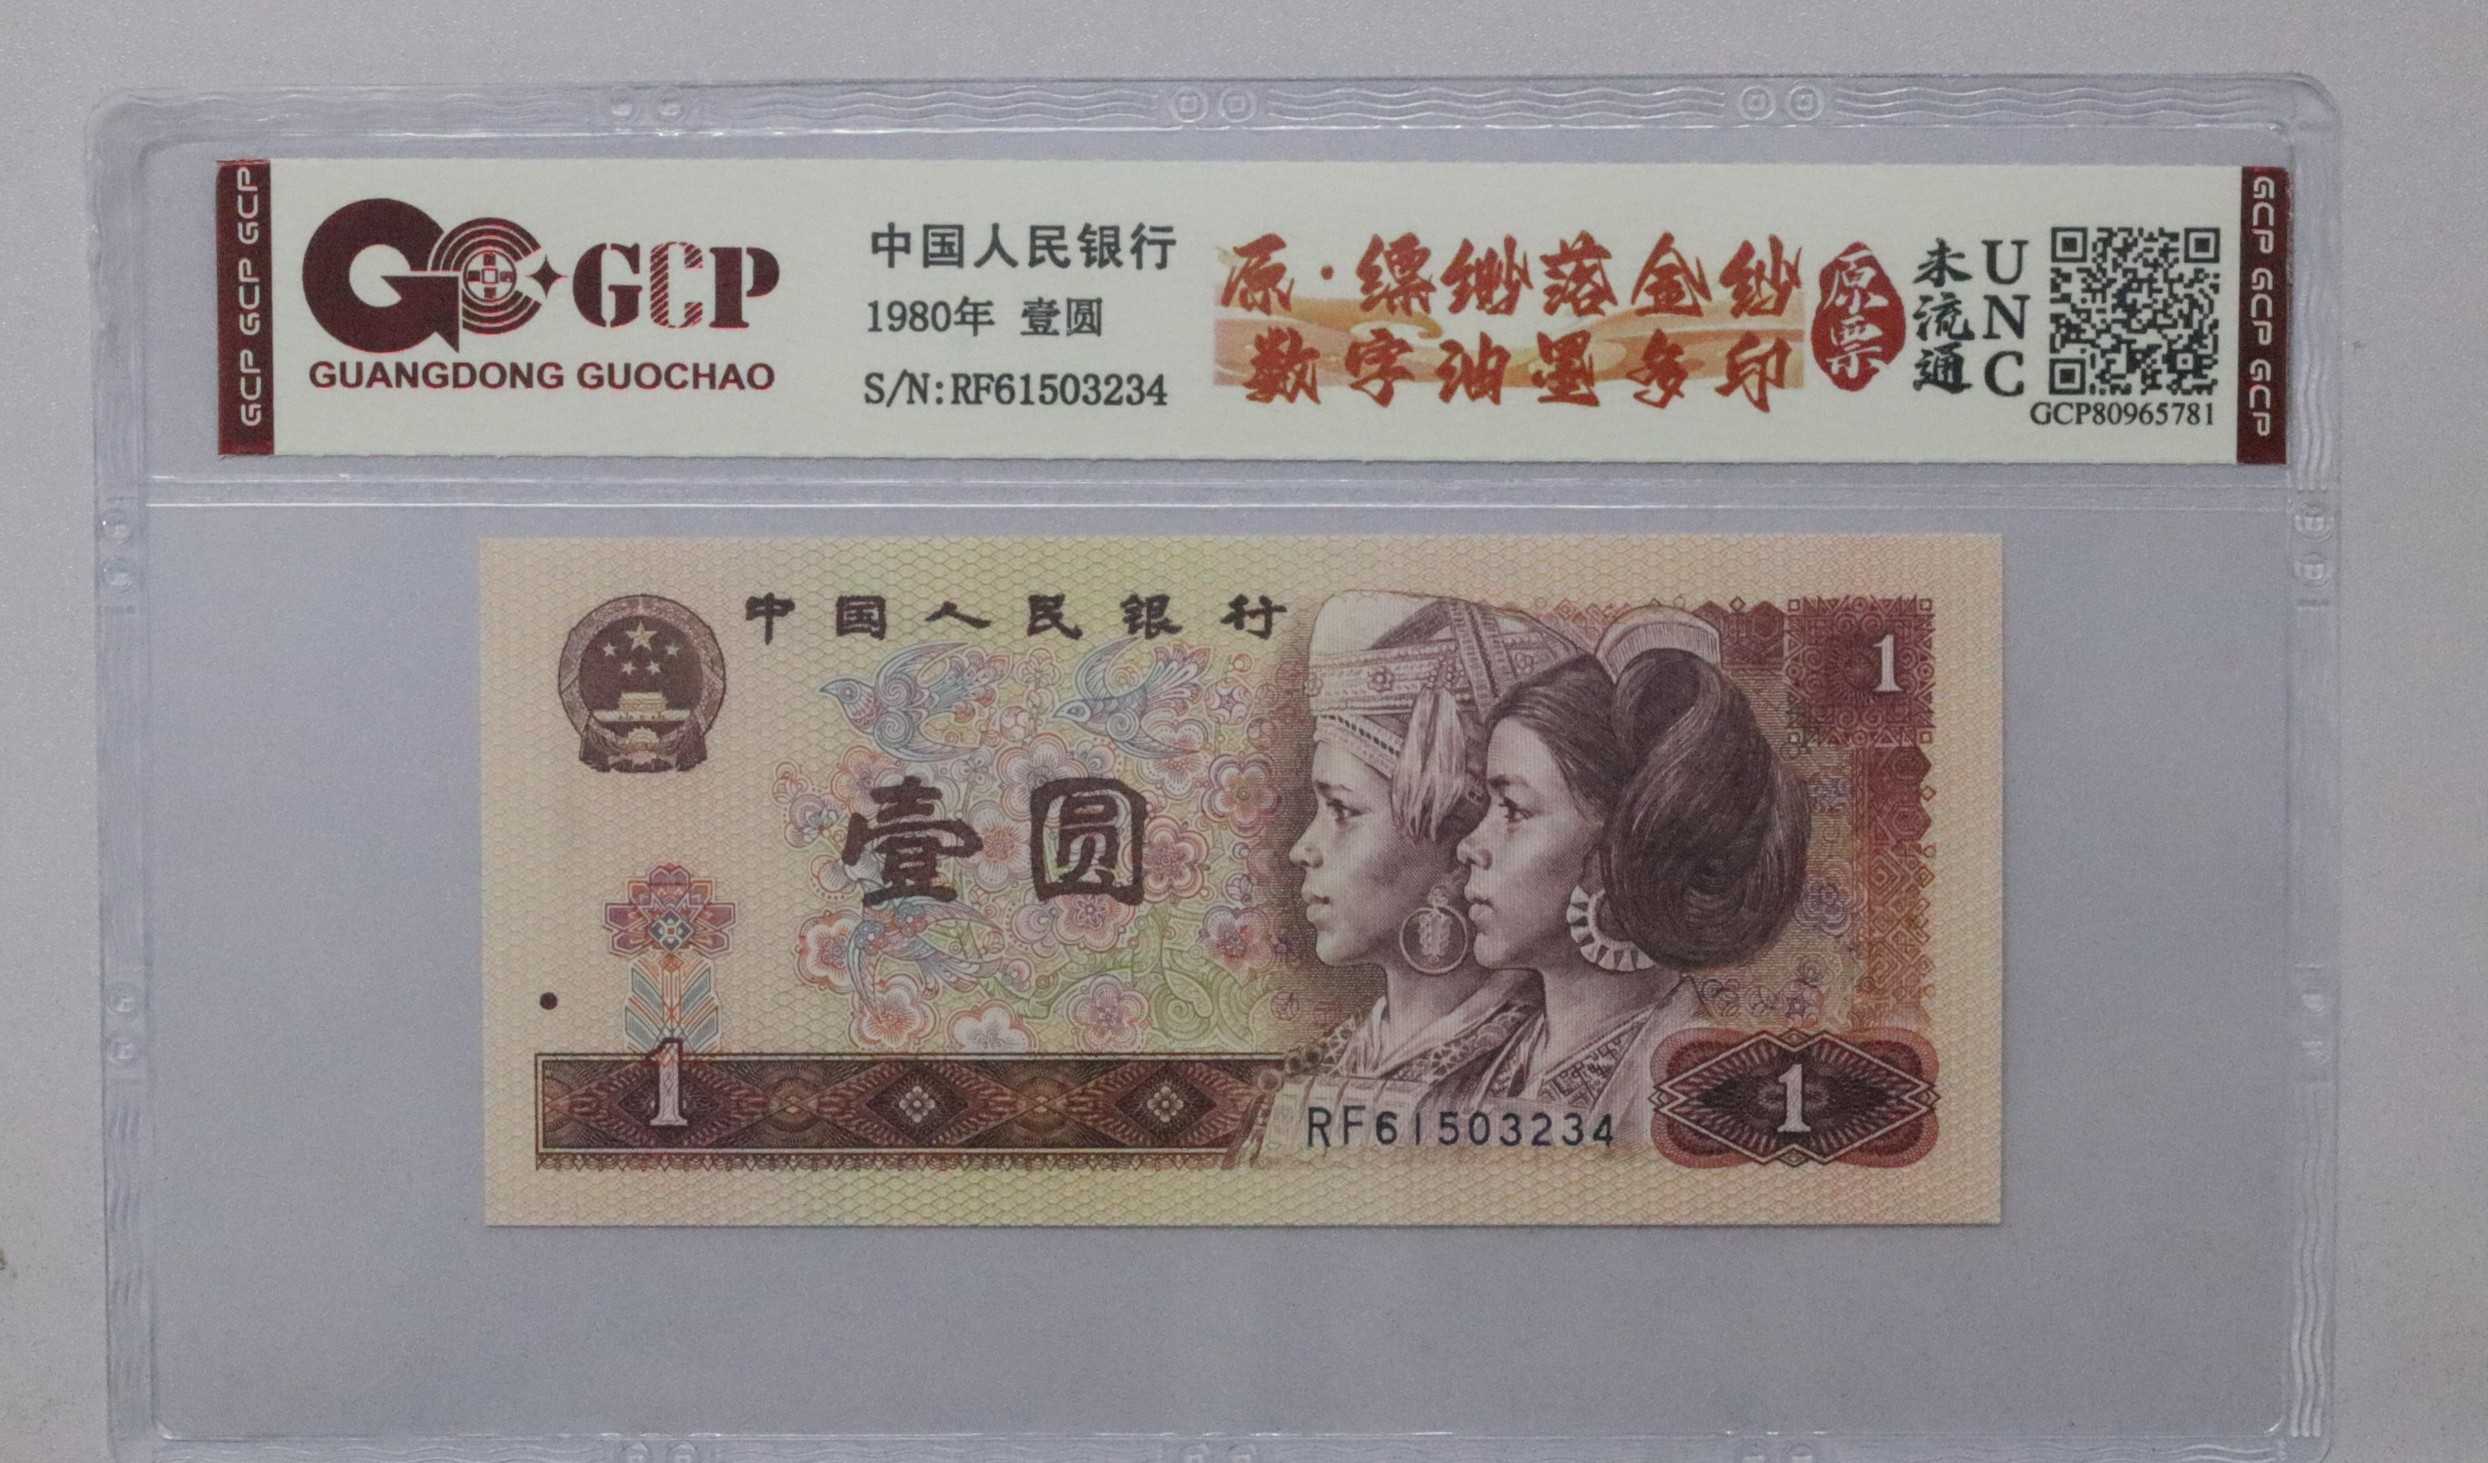 GCP GCP GCP
GC GCP
GUANGDONG GUOCHAO
中国人民银行
1980年 壹圆
S/N:RF61503234
原·缥缈落金纱
数字油墨多印
原票
未流通
UNC
GCP80965781
GCP GCP GCP
中国人民银行
1
壹圆
1
RF61503234
1